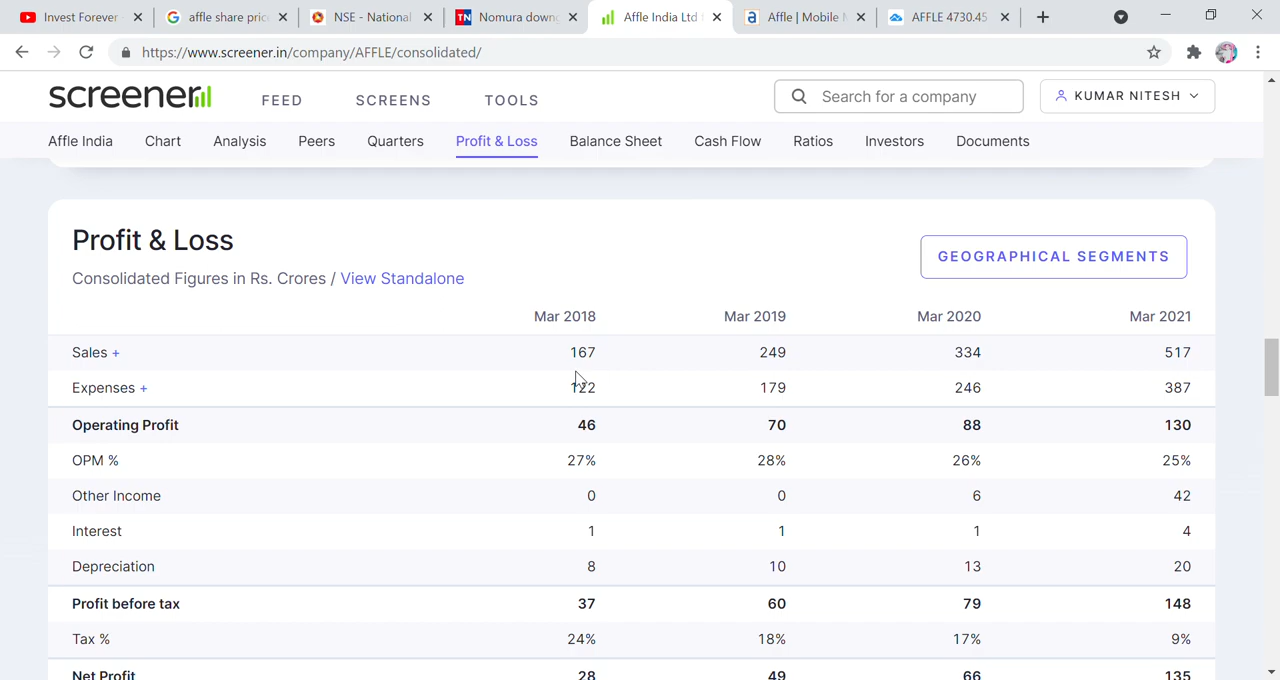 Invest Forever affle share pric NSE - National Nomura down Affle India Ltd Affle | Mobile M AFFLE 4730.45
https://www.screener.in/company/AFFLE/consolidated/
screener FEED SCREENS TOOLS Search for a company KUMAR NITESH
Affle India Chart Analysis Peers Quarters Profit & Loss Balance Sheet Cash Flow Ratios Investors Documents
Profit & Loss
GEOGRAPHICAL SEGMENTS
Consolidated Figures in Rs. Crores / View Standalone
Mar 2018 Mar 2019 Mar 2020 Mar 2021
Sales + 167 249 334 517
Expenses + 122 179 246 387
Operating Profit 46 70 88 130
OPM % 27% 28% 26% 25%
Other Income 0 0 6 42
Interest 1 1 1 4
Depreciation 8 10 13 20
Profit before tax 37 60 79 148
Tax % 24% 18% 17% 9%
Net Profit 28 49 66 135